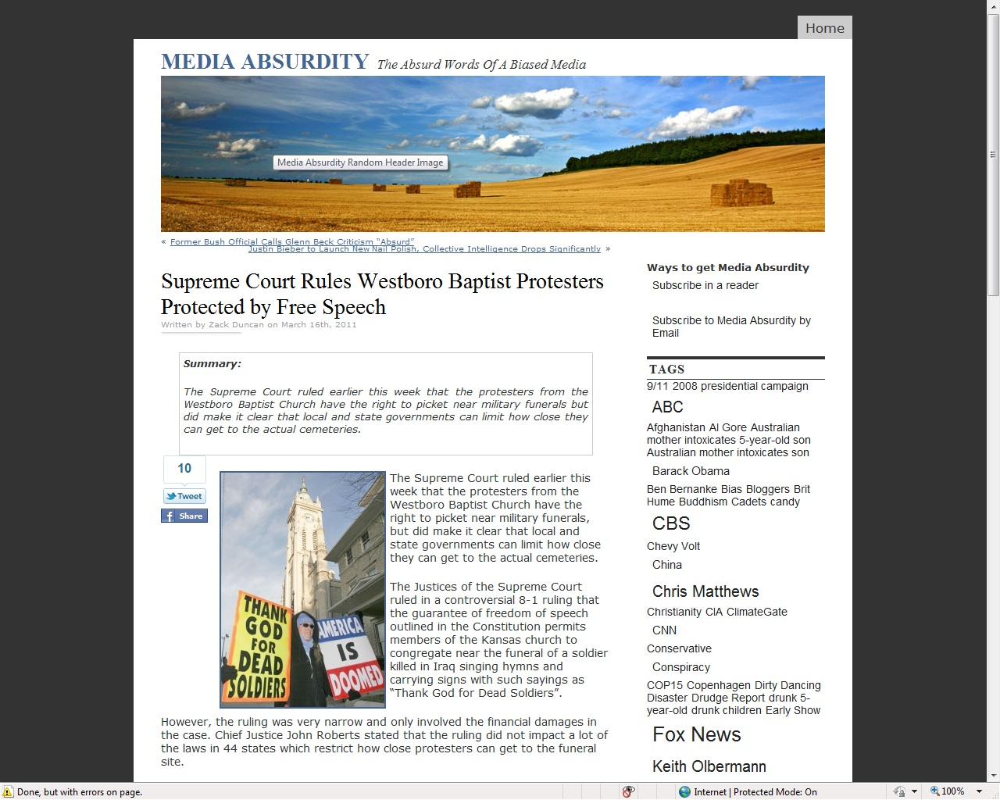 Home
MEDIA ABSURDITY The Absurd Words Of A Biased Media
Media Absurdity Random Header Image
« Former Bush Official Calls Glenn Beck Criticism “Absurd”
Justin Bieber to Launch New Nail Polish, Collective Intelligence Drops Significantly »
Supreme Court Rules Westboro Baptist Protesters
Protected by Free Speech
Written by Zack Duncan on March 16th, 2011
Summary:
The Supreme Court ruled earlier this week that the protesters from the
Westboro Baptist Church have the right to picket near military funerals but
did make it clear that local and state governments can limit how close they
can get to the actual cemeteries.
10
Tweet
f Share
THANK
GOD
FOR
DEAD
SOLDIERS
AMERICA
IS
DOOMED
The Supreme Court ruled earlier this
week that the protesters from the
Westboro Baptist Church have the
right to picket near military funerals,
but did make it clear that local and
state governments can limit how close
they can get to the actual cemeteries.
The Justices of the Supreme Court
ruled in a controversial 8-1 ruling that
the guarantee of freedom of speech
outlined in the Constitution permits
members of the Kansas church to
congregate near the funeral of a soldier
killed in Iraq singing hymns and
carrying signs with such sayings as
“Thank God for Dead Soldiers”.
However, the ruling was very narrow and only involved the financial damages in
the case. Chief Justice John Roberts stated that the ruling did not impact a lot of
the laws in 44 states which restrict how close protesters can get to the funeral
site.
Ways to get Media Absurdity
Subscribe in a reader
Subscribe to Media Absurdity by
Email
TAGS
9/11 2008 presidential campaign
ABC
Afghanistan Al Gore Australian
mother intoxicates 5-year-old son
Australian mother intoxicates son
Barack Obama
Ben Bernanke Bias Bloggers Brit
Hume Buddhism Cadets candy
CBS
Chevy Volt
China
Chris Matthews
Christianity CIA ClimateGate
CNN
Conservative
Conspiracy
COP15 Copenhagen Dirty Dancing
Disaster Drudge Report drunk 5-
year-old drunk children Early Show
Fox News
Keith Olbermann
Done, but with errors on page.
Internet | Protected Mode: On
100%